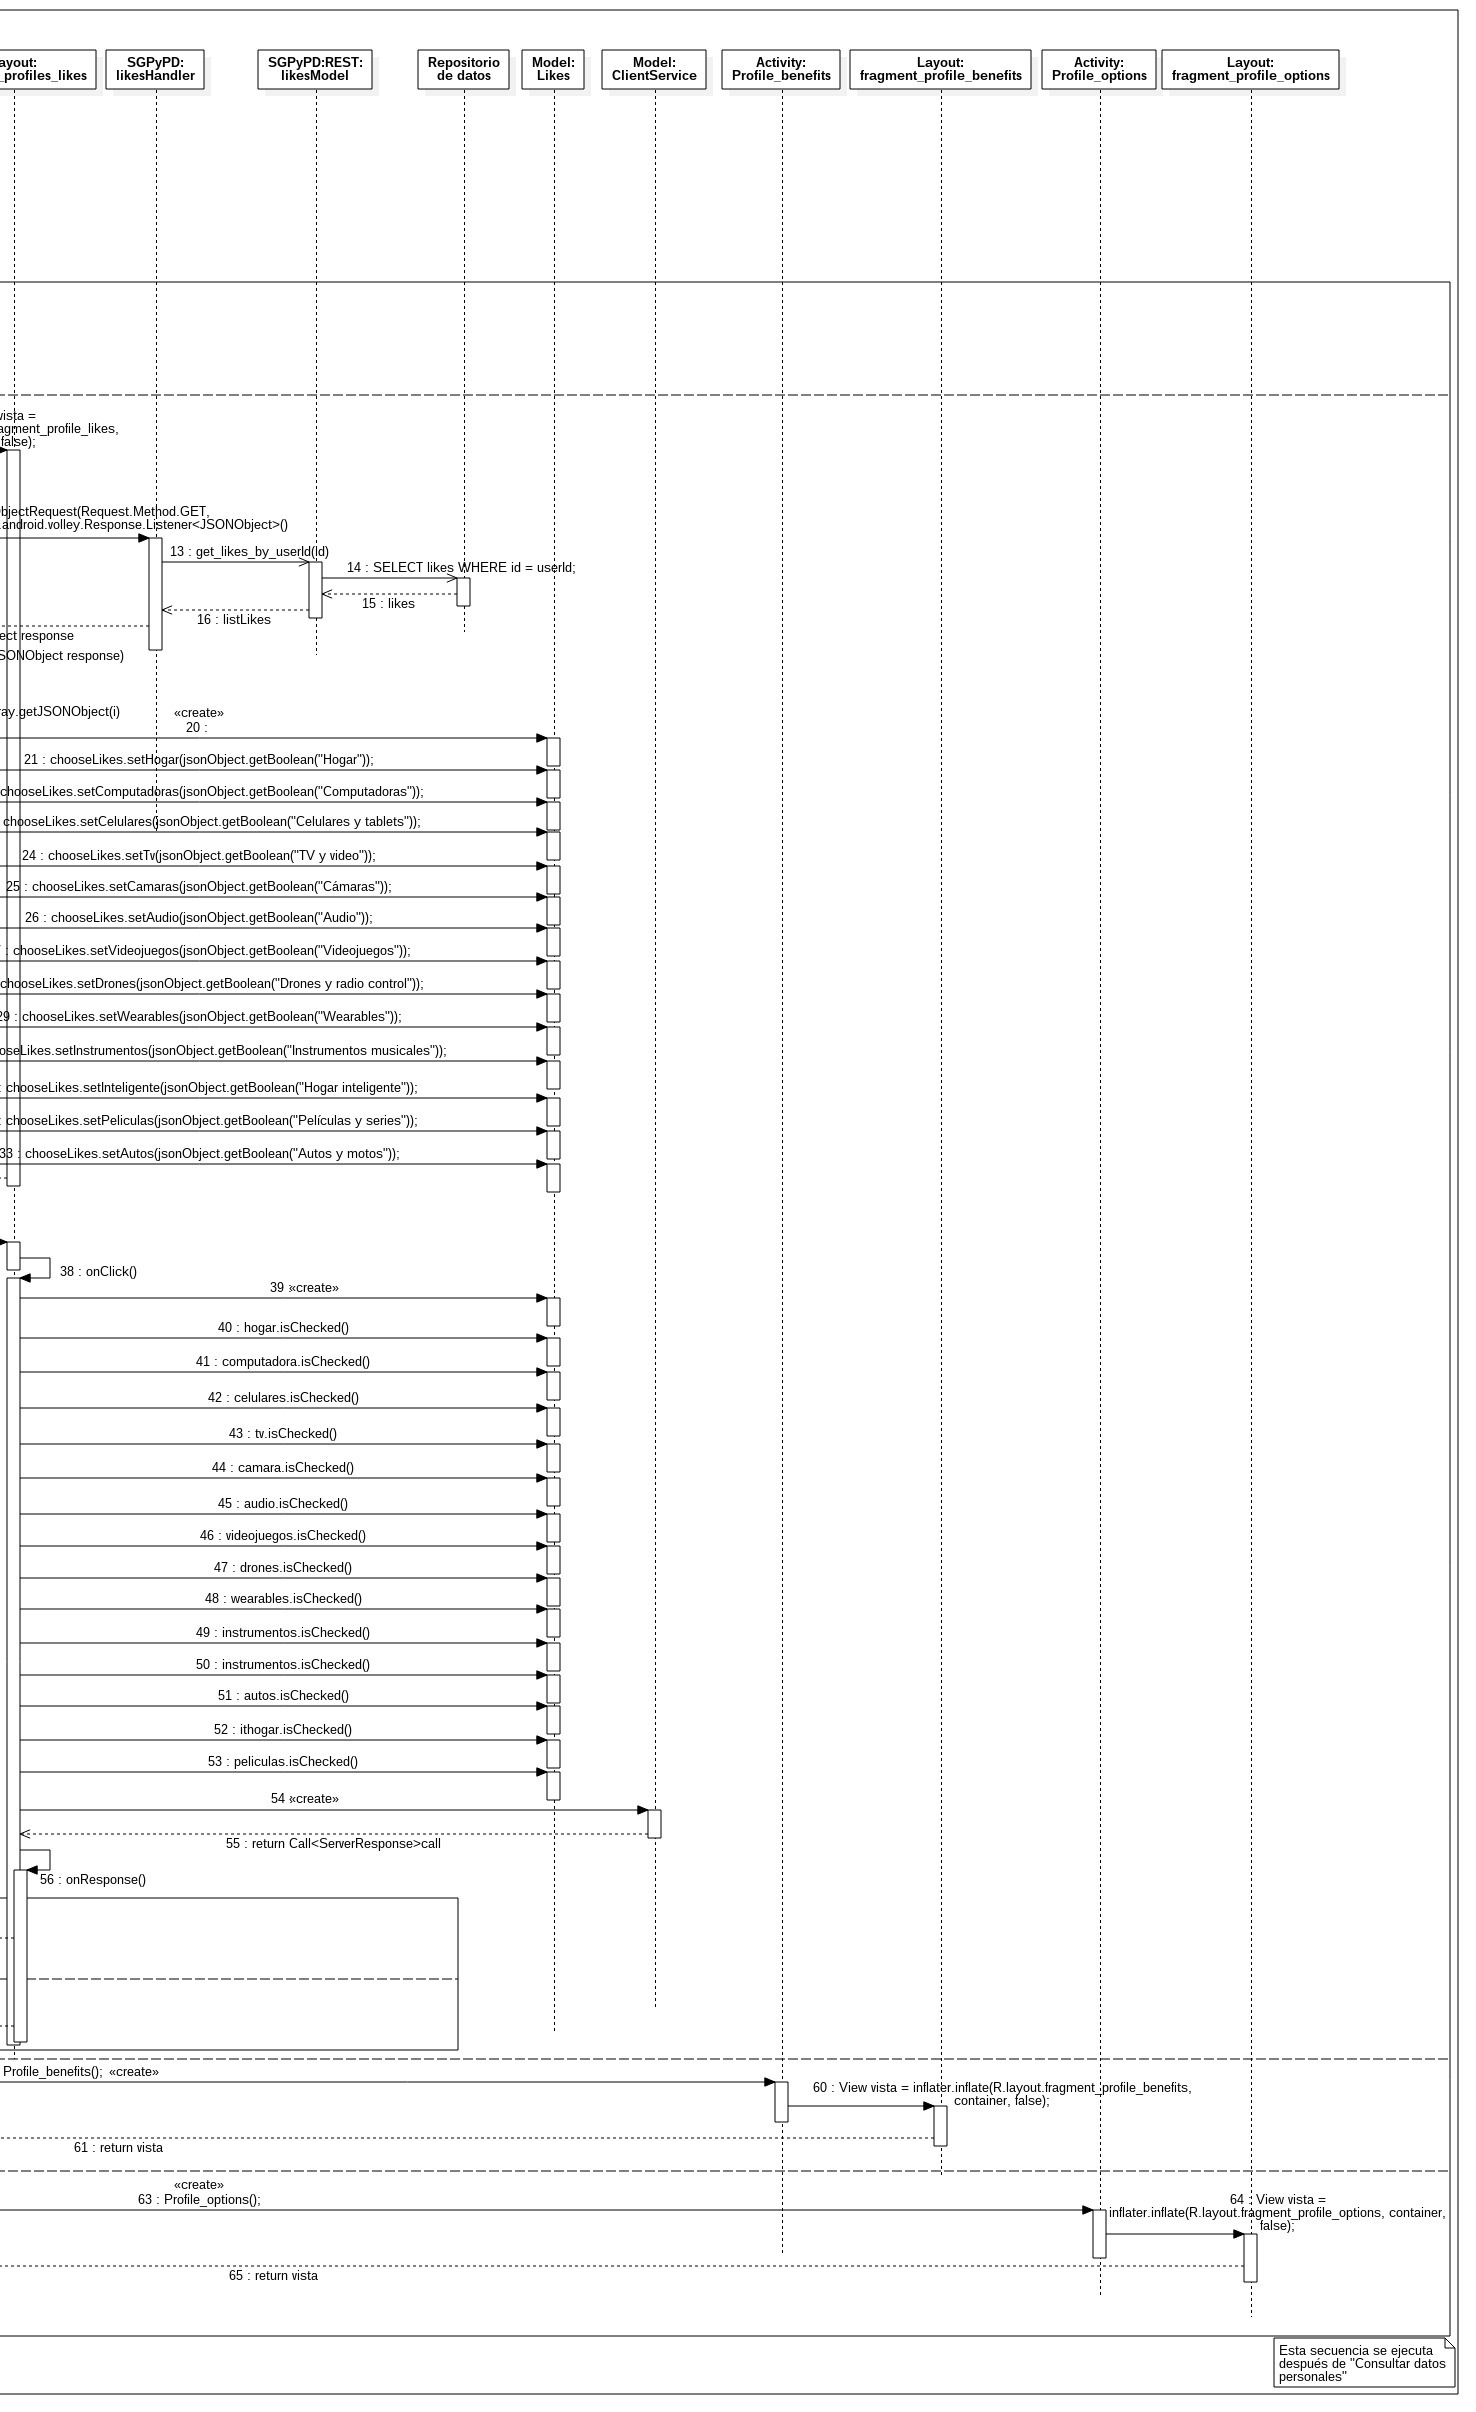 ayout:
_profiles_likes
SGPyPD:
likesHandler
SGPyPD:REST:
likesModel
Repositorio
de datos
Model:
Likes
Model:
ClientService
Activity:
Profile_benefits
Layout:
fragment_profile_benefits
Activity:
Profile_options
Layout:
fragment_profile_options
vista =
agment_profile_likes,
false);
bjectRequest(Request.Method.GET,
.android.volley.Response.Listener<JSONObject>()
13 : get_likes_by_userId(Id)
14 : SELECT likes WHERE id = userId;
15 : likes
16 : listLikes
ect response
SONObject response)
ray.getJSONObject(i)
«create»
20 :
21 : chooseLikes.setHogar(jsonObject.getBoolean("Hogar"));
chooseLikes.setComputadoras(jsonObject.getBoolean("Computadoras"));
chooseLikes.setCelulares(jsonObject.getBoolean("Celulares y tablets"));
24 : chooseLikes.setTv(jsonObject.getBoolean("TV y video"));
25 : chooseLikes.setCamaras(jsonObject.getBoolean("Cámaras"));
26 : chooseLikes.setAudio(jsonObject.getBoolean("Audio"));
: chooseLikes.setVideojuegos(jsonObject.getBoolean("Videojuegos"));
chooseLikes.setDrones(jsonObject.getBoolean("Drones y radio control"));
29 : chooseLikes.setWearables(jsonObject.getBoolean("Wearables"));
oseLikes.setInstrumentos(jsonObject.getBoolean("Instrumentos musicales"));
: chooseLikes.setInteligente(jsonObject.getBoolean("Hogar inteligente"));
: chooseLikes.setPeliculas(jsonObject.getBoolean("Películas y series"));
33 : chooseLikes.setAutos(jsonObject.getBoolean("Autos y motos"));
38 : onClick()
39 : «create»
40 : hogar.isChecked()
41 : computadora.isChecked()
42 : celulares.isChecked()
43 : tv.isChecked()
44 : camara.isChecked()
45 : audio.isChecked()
46 : videojuegos.isChecked()
47 : drones.isChecked()
48 : wearables.isChecked()
49 : instrumentos.isChecked()
50 : instrumentos.isChecked()
51 : autos.isChecked()
52 : ithogar.isChecked()
53 : peliculas.isChecked()
54 : «create»
55 : return Call<ServerResponse>call
56 : onResponse()
Profile_benefits(); «create»
60 : View vista = inflater.inflate(R.layout.fragment_profile_benefits,
container, false);
61 : return vista
«create»
63 : Profile_options();
64 : View vista =
inflater.inflate(R.layout.fragment_profile_options, container,
false);
65 : return vista
Esta secuencia se ejecuta
después de "Consultar datos
personales"